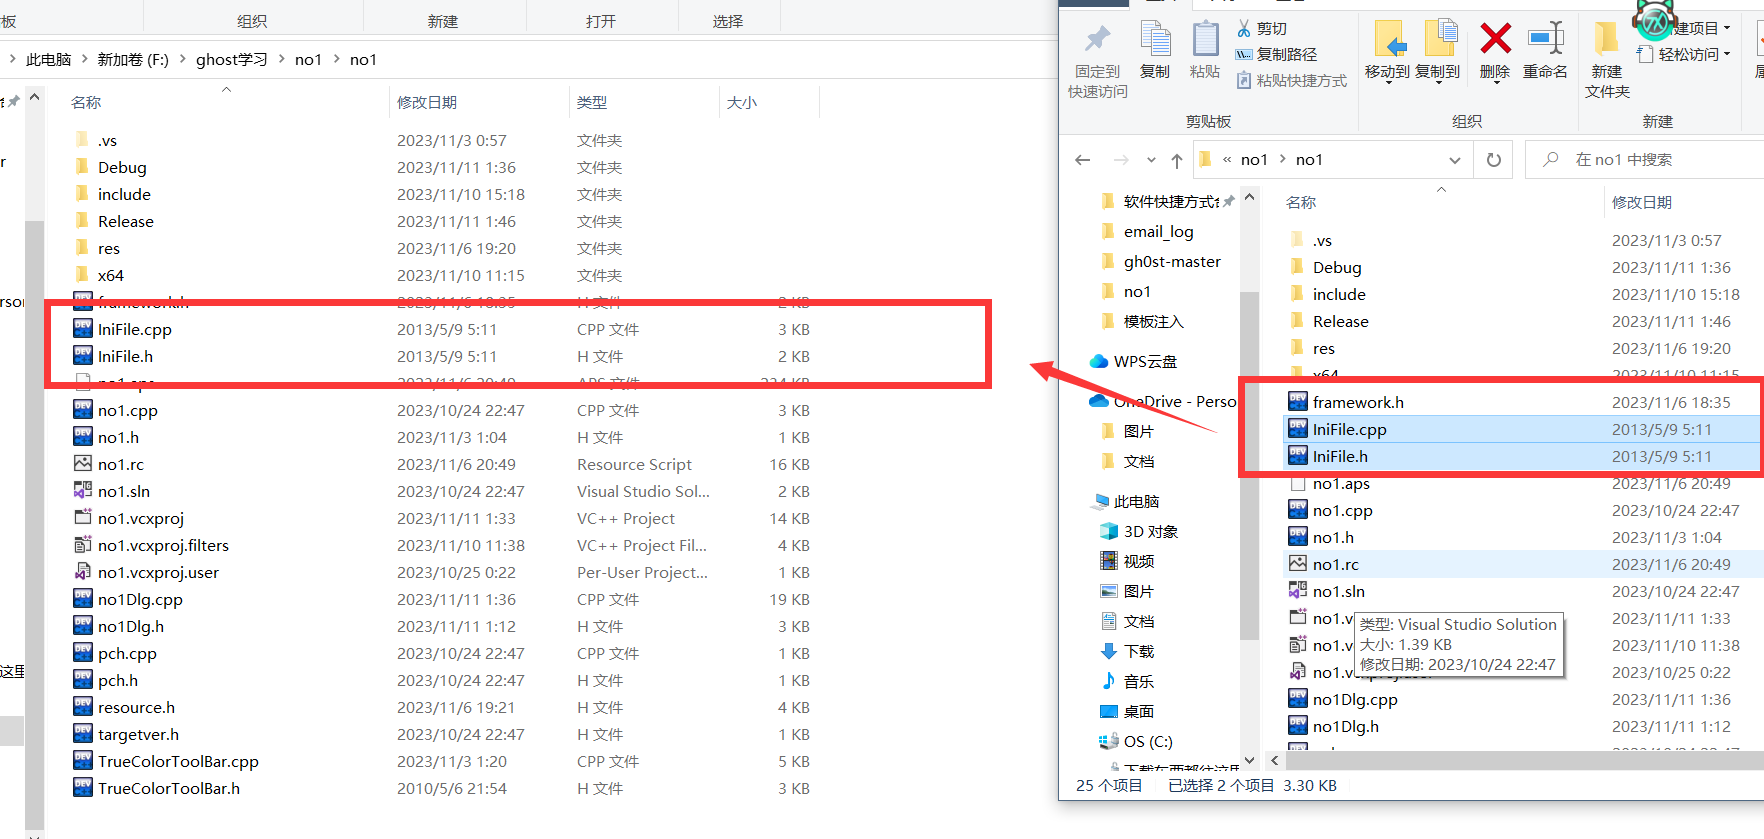 板 组织 新建 打开 选择
此电脑 新加卷 (F:) ghost学习 no1 no1
名称 修改日期 类型 大小
.vs 2023/11/3 0:57 文件夹
Debug 2023/11/11 1:36 文件夹
include 2023/11/10 15:18 文件夹
Release 2023/11/11 1:46 文件夹
res 2023/11/6 19:20 文件夹
x64 2023/11/10 11:15 文件夹
framework.h 2023/11/6 18:35 H 文件 2 KB
IniFile.cpp 2013/5/9 5:11 CPP 文件 3 KB
IniFile.h 2013/5/9 5:11 H 文件 2 KB
no1.aps 2023/11/6 20:49 APS 文件 KB
no1.cpp 2023/10/24 22:47 CPP 文件 3 KB
no1.h 2023/11/3 1:04 H 文件 1 KB
no1.rc 2023/11/6 20:49 Resource Script 16 KB
no1.sln 2023/10/24 22:47 Visual Studio Sol... 2 KB
no1.vcxproj 2023/11/11 1:33 VC++ Project 14 KB
no1.vcxproj.filters 2023/11/10 11:38 VC++ Project Fil... 4 KB
no1.vcxproj.user 2023/10/25 0:22 Per-User Project... 1 KB
no1Dlg.cpp 2023/11/11 1:36 CPP 文件 19 KB
no1Dlg.h 2023/11/11 1:12 H 文件 3 KB
pch.cpp 2023/10/24 22:47 CPP 文件 1 KB
pch.h 2023/10/24 22:47 H 文件 1 KB
resource.h 2023/11/6 19:21 H 文件 4 KB
targetver.h 2023/10/24 22:47 H 文件 1 KB
TrueColorToolBar.cpp 2023/11/3 1:20 CPP 文件 5 KB
TrueColorToolBar.h 2010/5/6 21:54 H 文件 3 KB
r
rson
这里
固定到
快速访问
复制
粘贴
剪切
复制路径
粘贴快捷方式
剪贴板
移动到 复制到 删除 重命名
组织
新建
文件夹
建项目
轻松访问
新建
« no1 no1
在 no1 中搜索
软件快捷方式
email_log
gh0st-master
no1
模板注入
WPS云盘
OneDrive - Perso
图片
文档
此电脑
3D 对象
视频
图片
文档
下载
音乐
桌面
OS (C:)
名称 修改日期
.vs 2023/11/3 0:57
Debug 2023/11/11 1:36
include 2023/11/10 15:18
Release 2023/11/11 1:46
res 2023/11/6 19:20
x64 2023/11/10 11:15
framework.h 2023/11/6 18:35
IniFile.cpp 2013/5/9 5:11
IniFile.h 2013/5/9 5:11
no1.aps 2023/11/6 20:49
no1.cpp 2023/10/24 22:47
no1.h 2023/11/3 1:04
no1.rc 2023/11/6 20:49
no1.sln 2023/10/24 22:47
no1.v 2023/11/11 1:33
no1.v 2023/11/10 11:38
no1.v 2023/10/25 0:22
no1Dlg.cpp 2023/11/11 1:36
no1Dlg.h 2023/11/11 1:12
类型: Visual Studio Solution
大小: 1.39 KB
修改日期: 2023/10/24 22:47
25 个项目 已选择 2 个项目 3.30 KB